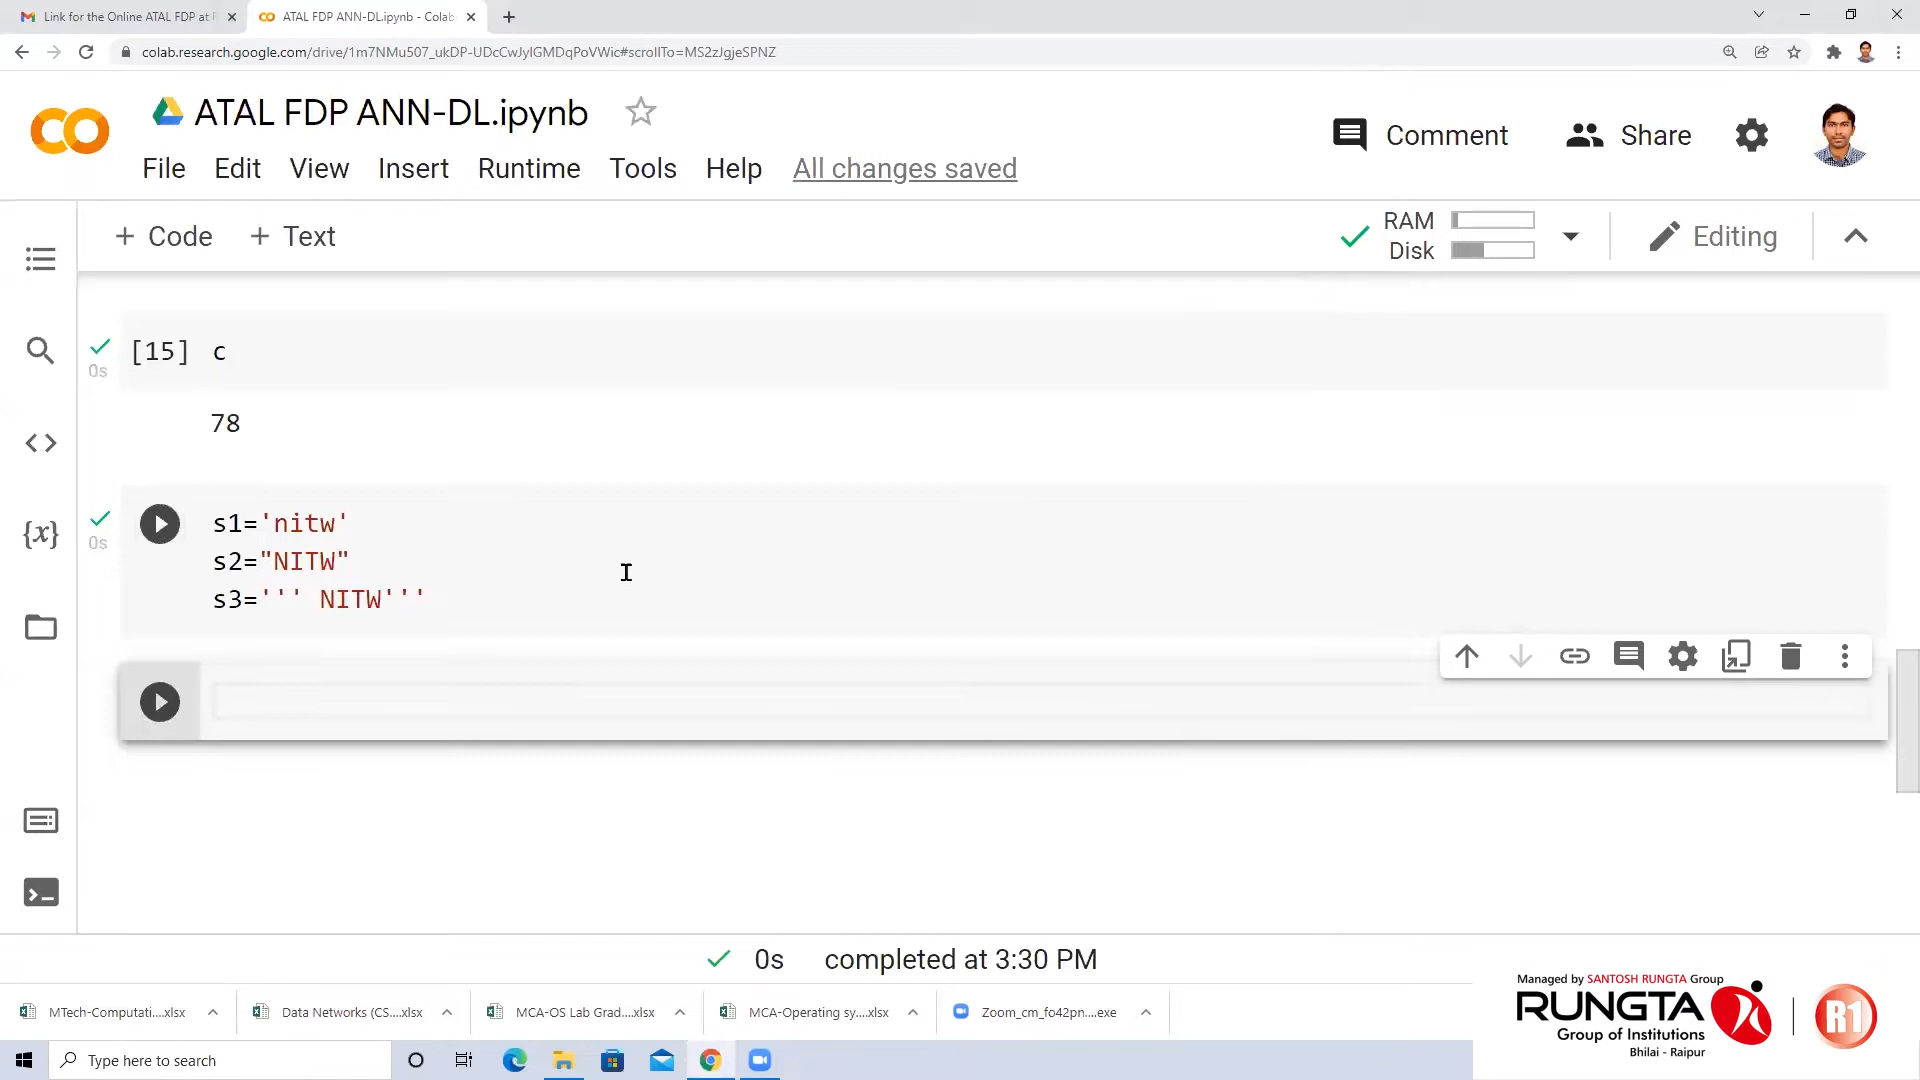 Link for the Online ATAL FDP at
ATAL FDP ANN-DL.ipynb - Colab
colab.research.google.com/drive/1m7NMu507_ukDP-UDcCwJyIGMDqPoVWic#scrollTo=MS2zJgjeSPNZ
ATAL FDP ANN-DL.ipynb
Comment
Share
File Edit View Insert Runtime Tools Help All changes saved
+ Code + Text
RAM
Disk
Editing
[15] c
0s
78
s1='nitw'
0s
s2="NITW"
s3=''' NITW'''
{x}
0s completed at 3:30 PM
MTech-Computati....xlsx
Data Networks (CS....xlsx
MCA-OS Lab Grad....xlsx
MCA-Operating sy....xlsx
Zoom_cm_fo42pn....exe
Managed by SANTOSH RUNGTA Group
RUNGTA
Group of Institutions
Bhilai - Raipur
R1
Type here to search